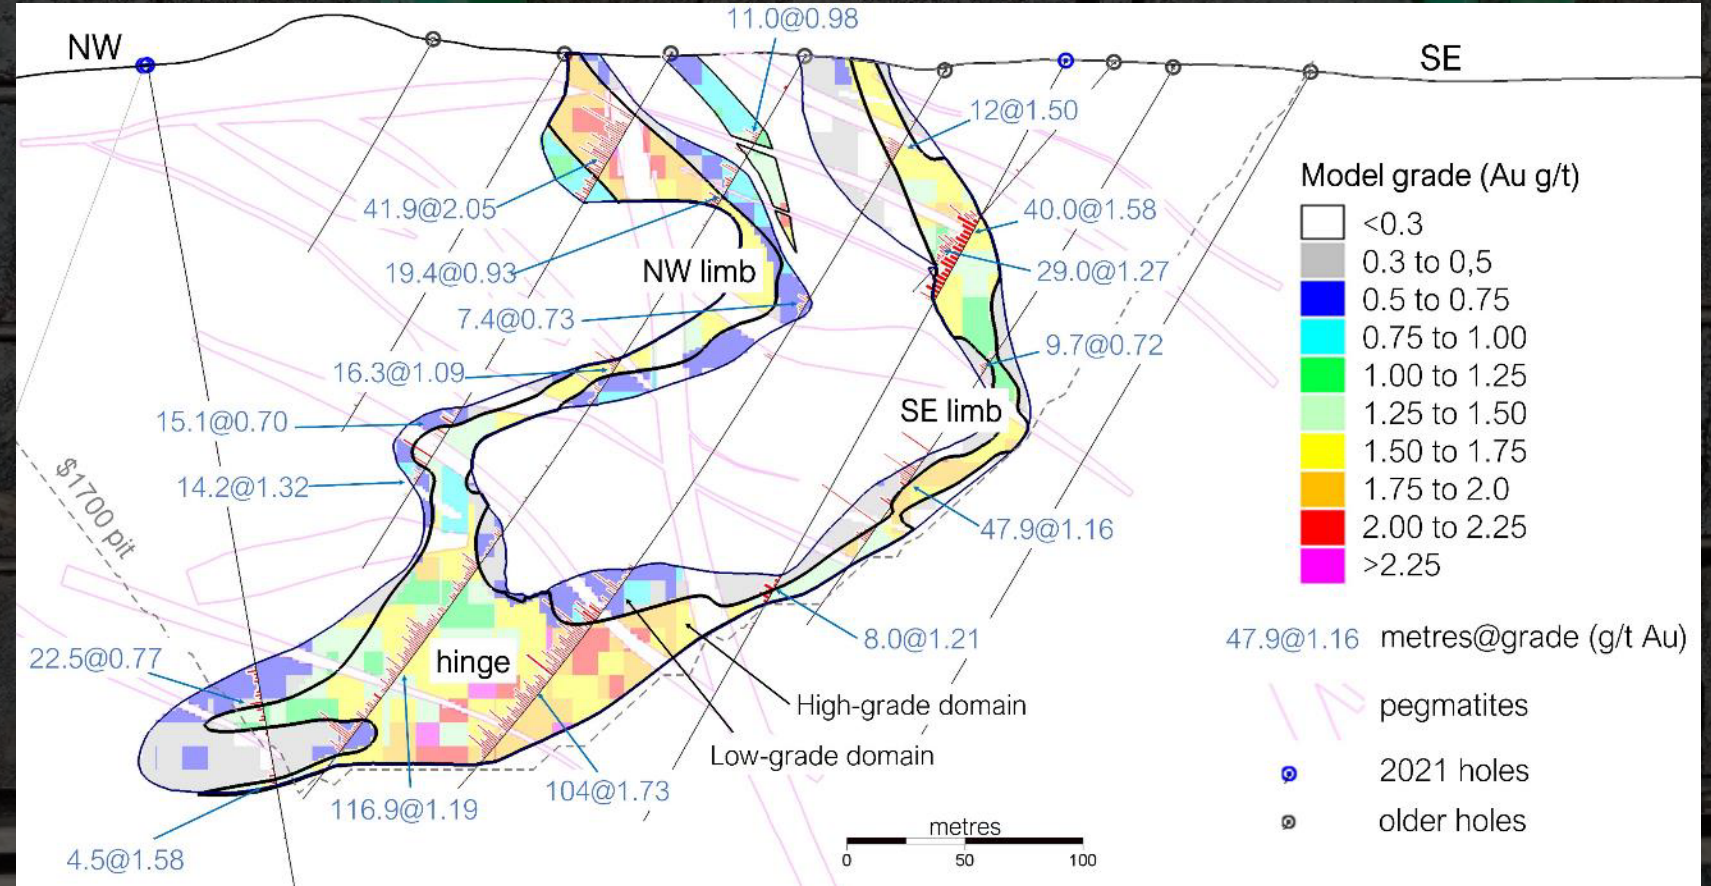 11.0@0.98
NW
SE
12@1.50
Model grade (Au g/t)
41.9@2.05
40.0@1.58
<0.3
19.4@0.93
NW limb
29.0@1.27
0.3 to 0,5
7.4@0.73
0.5 to 0.75
16.3@1.09
9.7@0.72
0.75 to 1.00
1.00 to 1.25
15.1@0.70
SE limb
1.25 to 1.50
1.50 to 1.75
14.2@1.32
1.75 to 2.0
$1700 pit
47.9@1.16
2.00 to 2.25
>2.25
22.5@0.77
hinge
8.0@1.21
47.9@1.16 metres@grade (g/t Au)
High-grade domain
pegmatites
Low-grade domain
116.9@1.19
104@1.73
2021 holes
metres
older holes
4.5@1.58
0 50 100